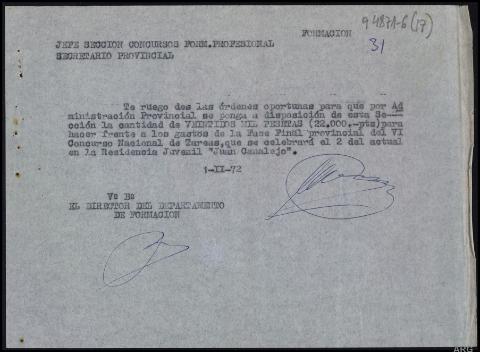 9487A-6 (17)
FORMACION
31
JEFE SECCION CONCURSOS FORM.PROFESIONAL
SECRETARIO PROVINCIAL
Te ruego des las órdenes oportunas para que por Ad
ministración Provincial se ponga a disposición de esta Se-
cción la cantidad de VEINTIDOS MIL PESETAS (22.000.-pts)para
hacer frente a los gastos de la Fase Final provincial del VI
Concurso Nacional de Tareas,que se celebrará el 2 del actual
en la Residencia Juvenil "Juan Canalejo".
1-II-72
Vº Bº
EL DIRECTOR DEL DEPARTAMENTO
DE FORMACION
ARG